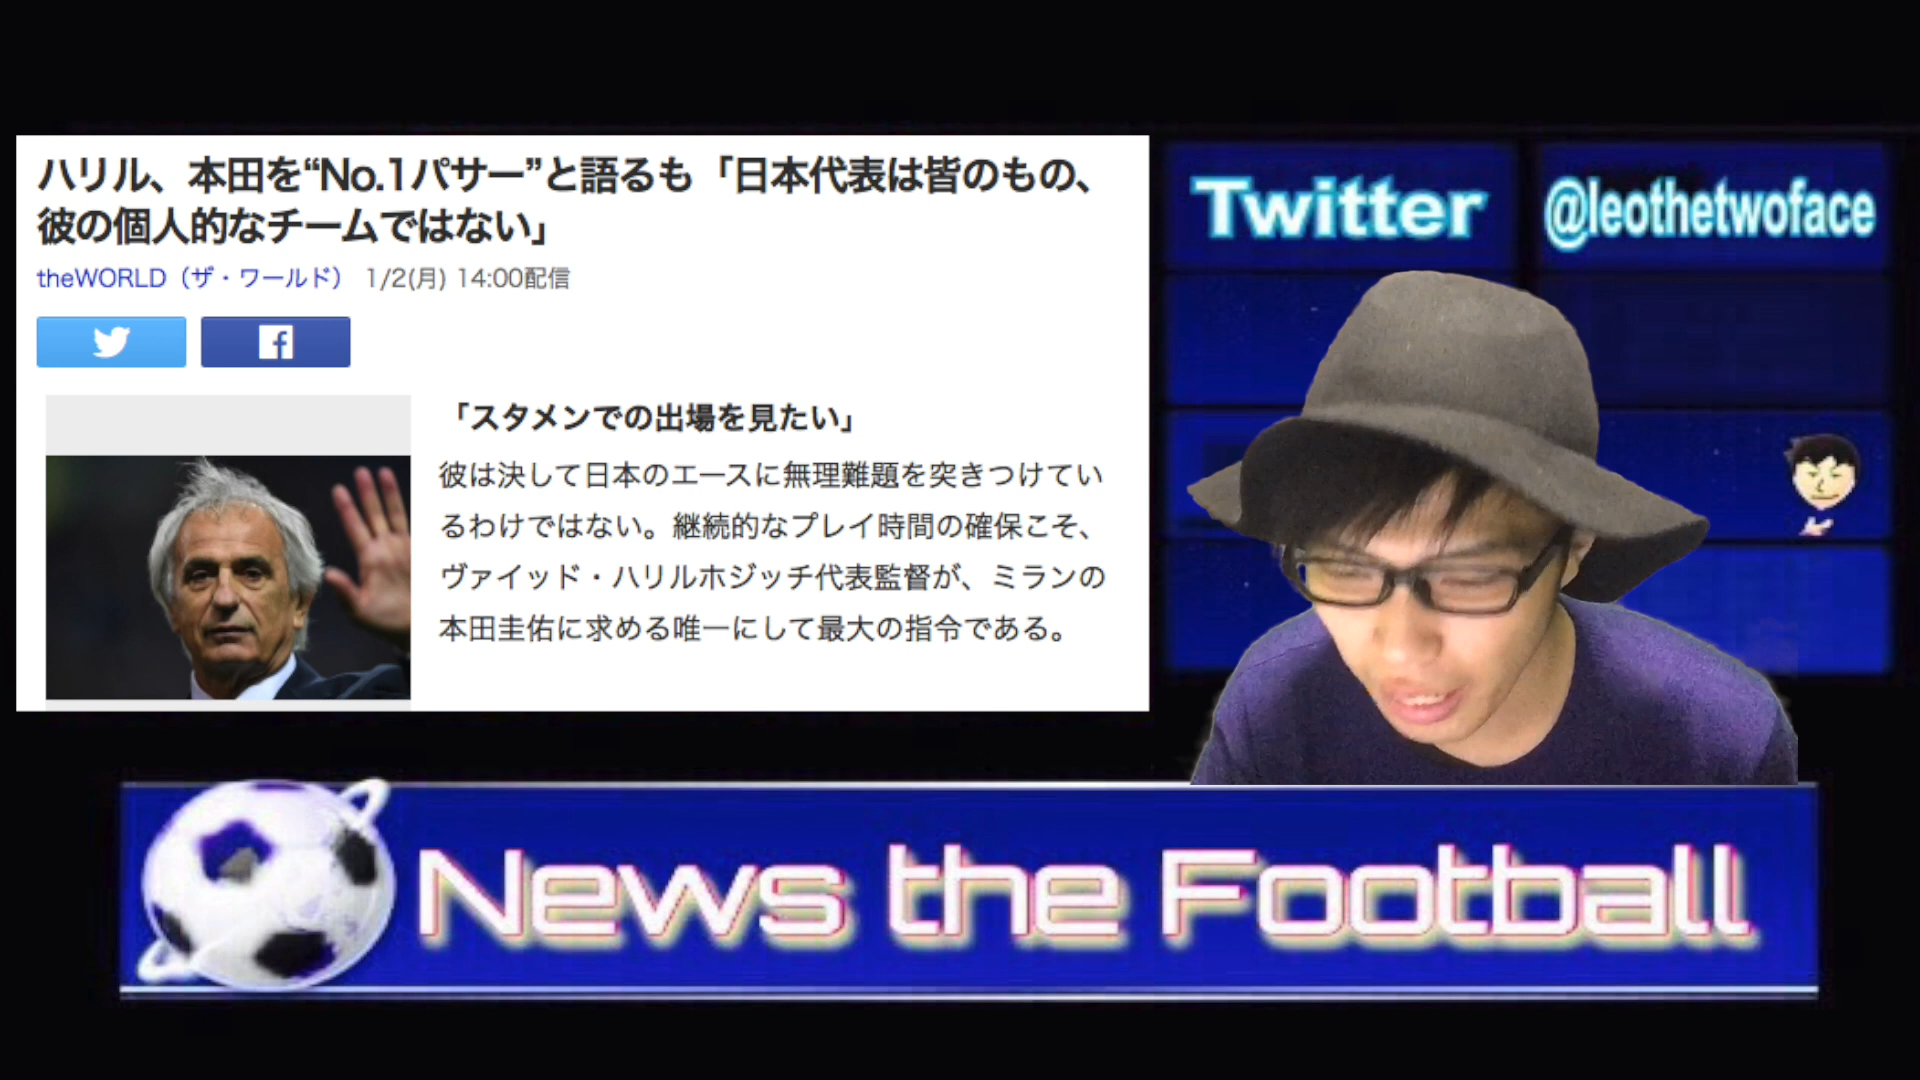 ハリル、本田を“No.1パサー”と語るも「日本代表は皆のもの、
彼の個人的なチームではない」
theWORLD（ザ・ワールド） 1/2(月) 14:00配信
「スタメンでの出場を見たい」
彼は決して日本のエースに無理難題を突きつけてい
るわけではない。継続的なプレイ時間の確保こそ、
ヴァイッド・ハリルホジッチ代表監督が、ミランの
本田圭佑に求める唯一にして最大の指令である。
Twitter @leothetwoface
News the Football